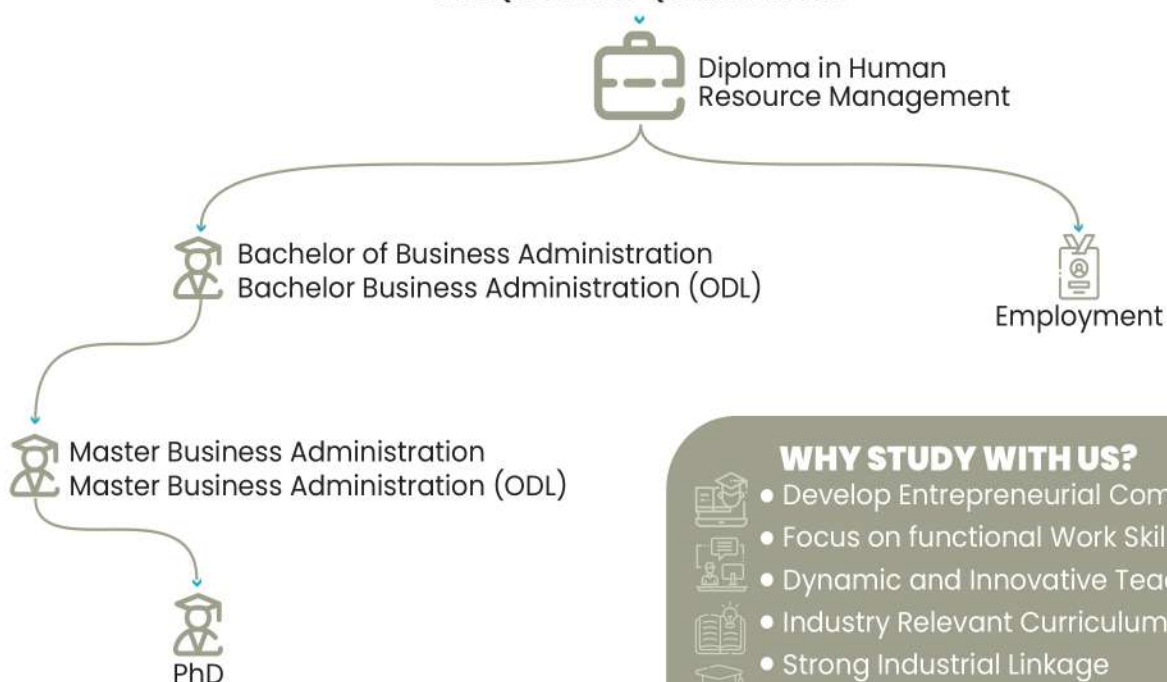 Diploma in Human
Resource Management
Bachelor of Business Administration
Bachelor Business Administration (ODL)
Employment
Master Business Administration
Master Business Administration (ODL)
PhD
WHY STUDY WITH US?
• Develop Entrepreneurial
• Focus on functional Work
• Dynamic and Innovative
• Industry Relevant Curriculum
• Strong Industrial Linkage